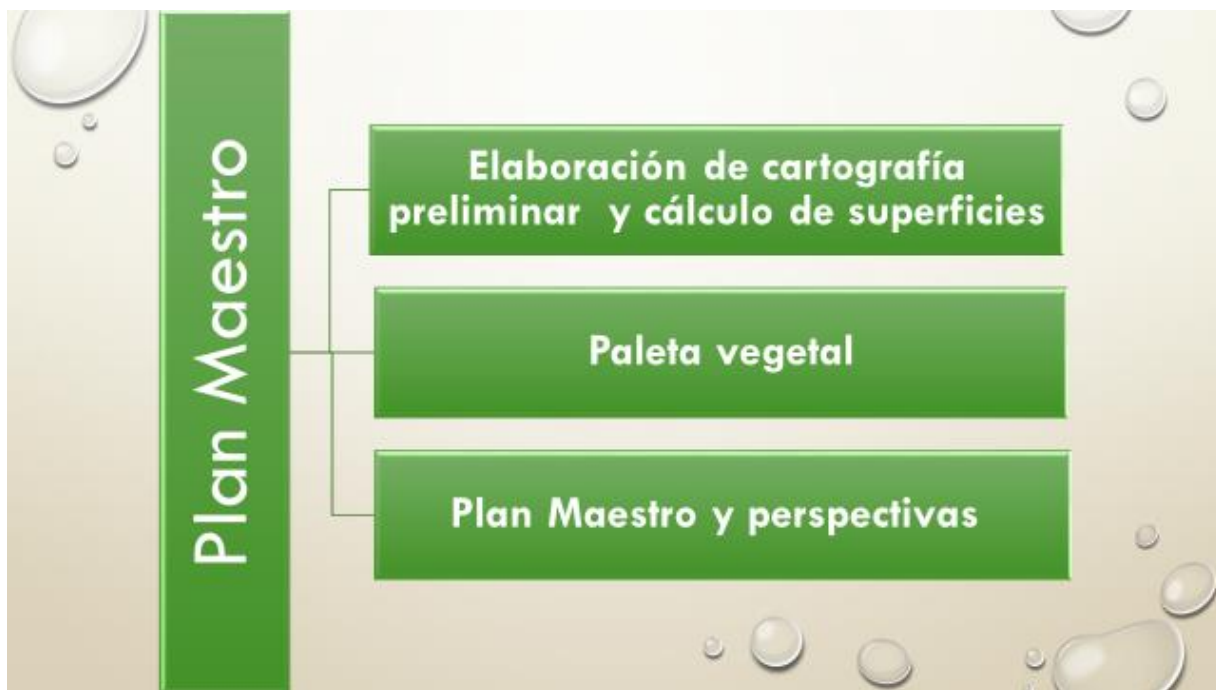 Plan Maestro
Elaboración de cartografía
preliminar y cálculo de superficies
Paleta vegetal
Plan Maestro y perspectivas